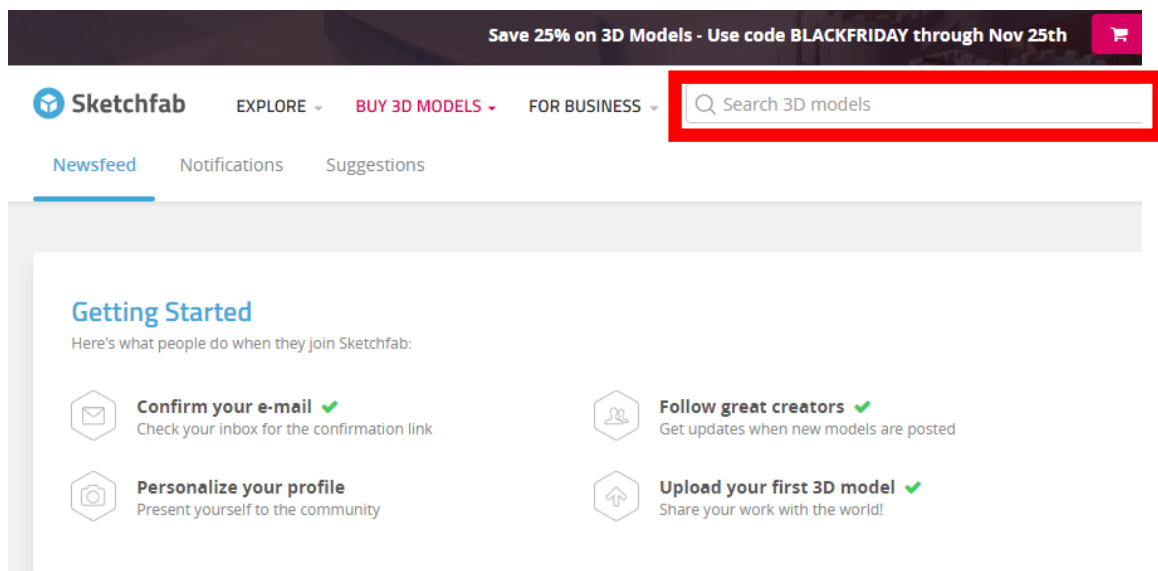 Save 25% on 3D Models - Use code BLACKFRIDAY through Nov 25th
Sketchfab EXPLORE BUY 3D MODELS FOR BUSINESS Search 3D models
Newsfeed Notifications Suggestions
Getting Started
Here's what people do when they join Sketchfab:
Confirm your e-mail
Check your inbox for the confirmation link
Follow great creators
Get updates when new models are posted
Personalize your profile
Present yourself to the community
Upload your first 3D model
Share your work with the world!